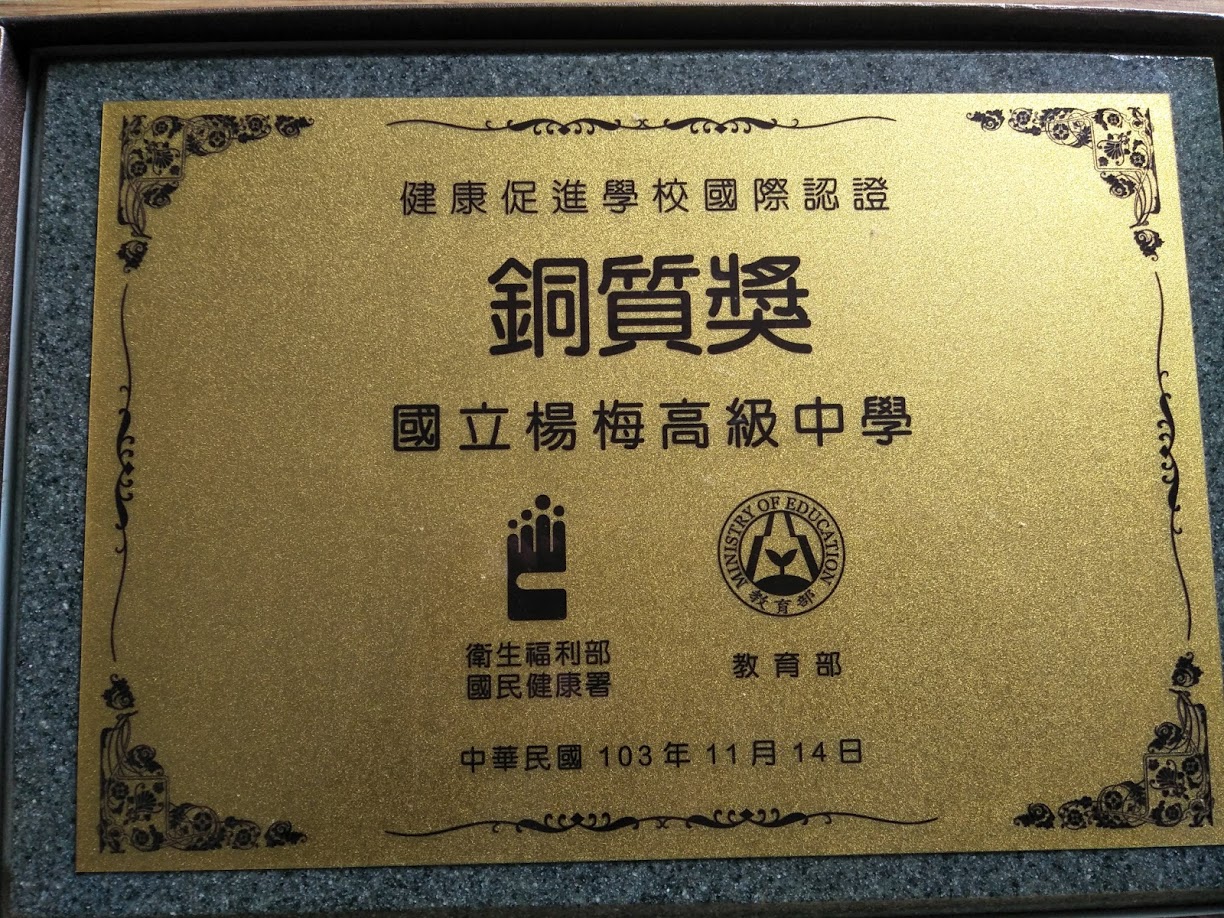 健康促進學校國際認證
銅質獎
國立楊梅高級中學
MINISTRY OF EDUCATION
教育部
衛生福利部
國民健康署
教育部
中華民國 103 年 11 月 14 日